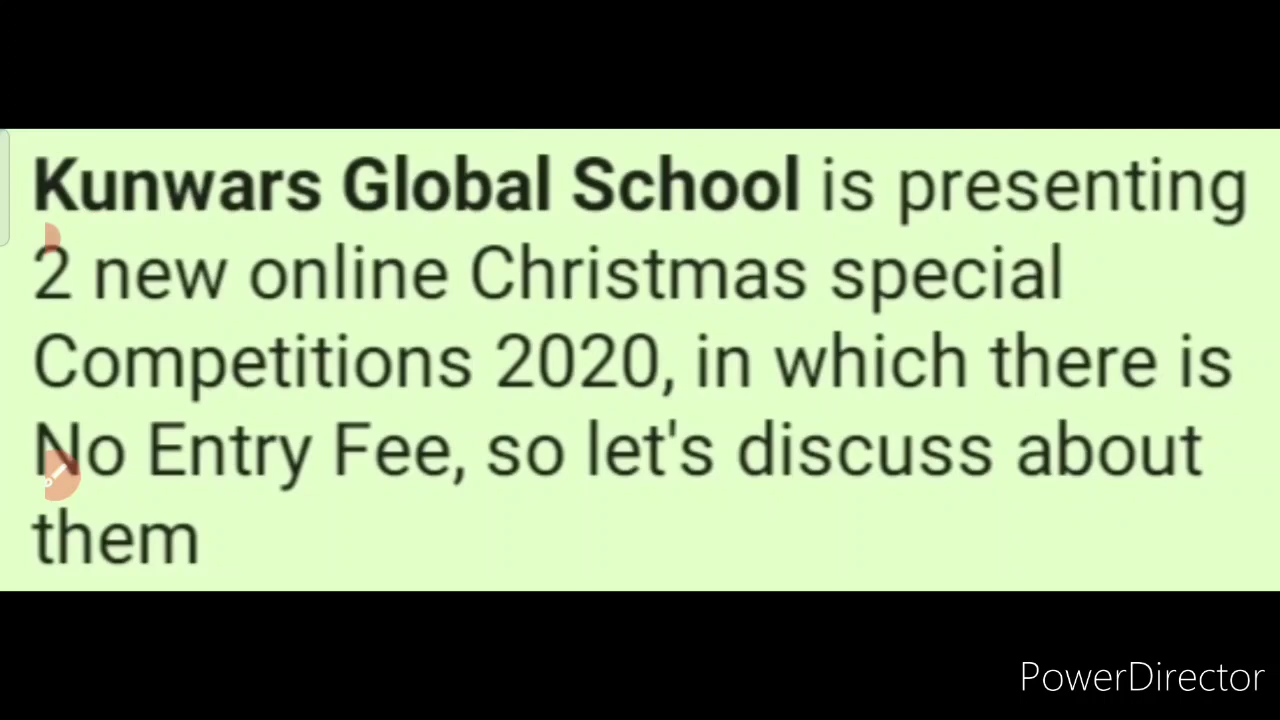 Kunwars Global School is presenting
2 new online Christmas special
Competitions 2020, in which there is
No Entry Fee, so let's discuss about
them
PowerDirector